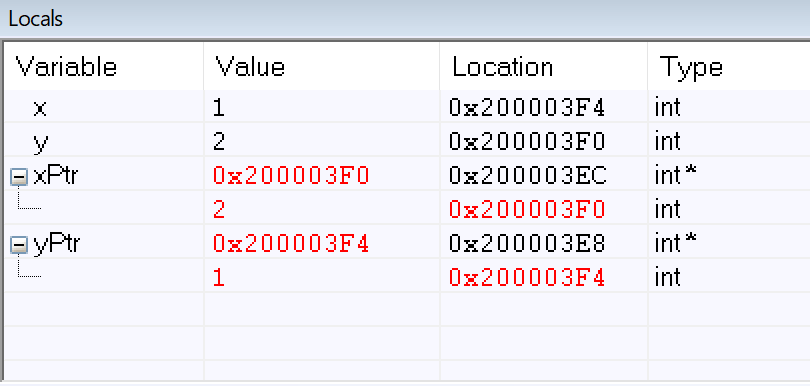 Locals
Variable Value Location Type
x 1 0x200003F4 int
y 2 0x200003F0 int
xPtr 0x200003F0 0x200003EC int*
2 0x200003F0 int
yPtr 0x200003F4 0x200003E8 int*
1 0x200003F4 int